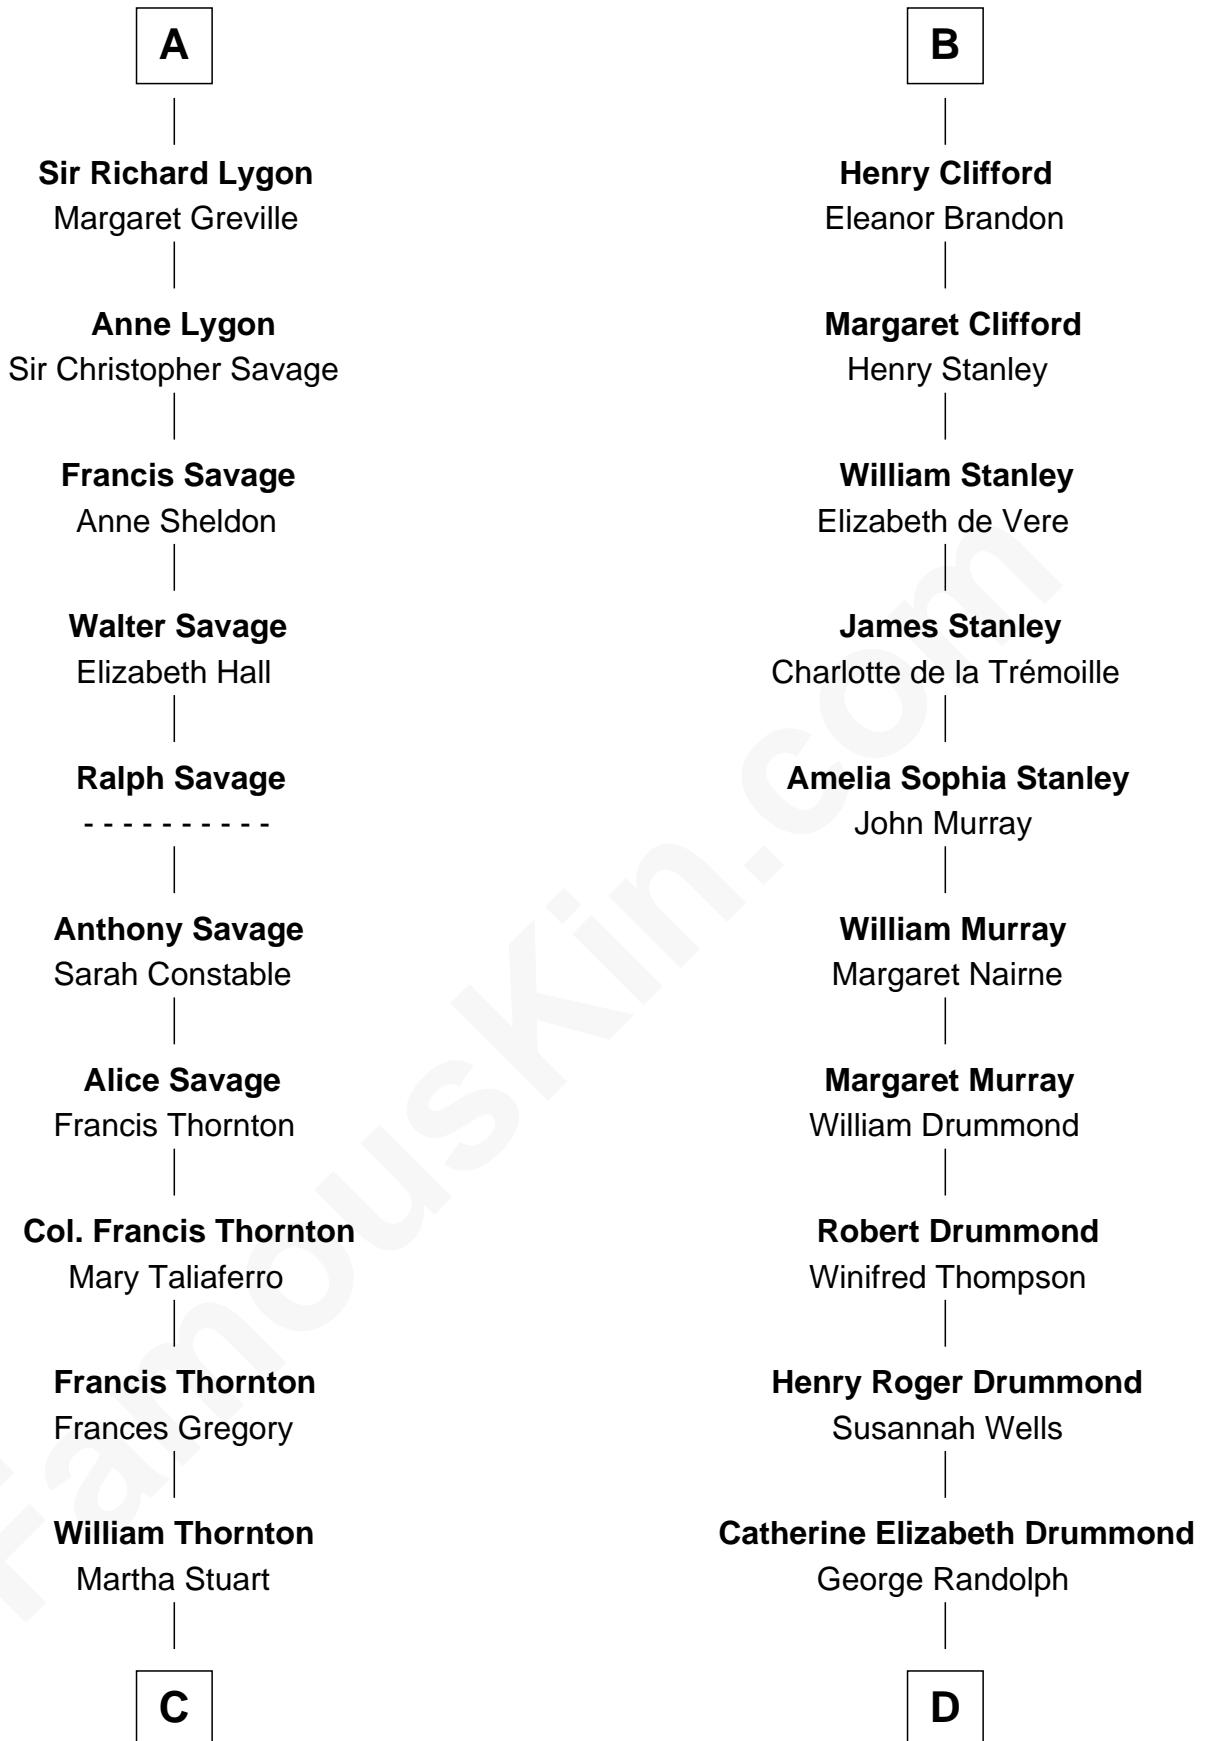 A
Sir Richard Lygon
Margaret Greville
Anne Lygon
Sir Christopher Savage
Francis Savage
Anne Sheldon
Walter Savage
Elizabeth Hall
Ralph Savage
- - - - - - - - - -
Anthony Savage
Sarah Constable
Alice Savage
Francis Thornton
Col. Francis Thornton
Mary Taliaferro
Francis Thornton
Frances Gregory
William Thornton
Martha Stuart
C
B
Henry Clifford
Eleanor Brandon
Margaret Clifford
Henry Stanley
William Stanley
Elizabeth de Vere
James Stanley
Charlotte de la Trémoille
Amelia Sophia Stanley
John Murray
William Murray
Margaret Nairne
Margaret Murray
William Drummond
Robert Drummond
Winifred Thompson
Henry Roger Drummond
Susannah Wells
Catherine Elizabeth Drummond
George Randolph
D
FamousKin.com